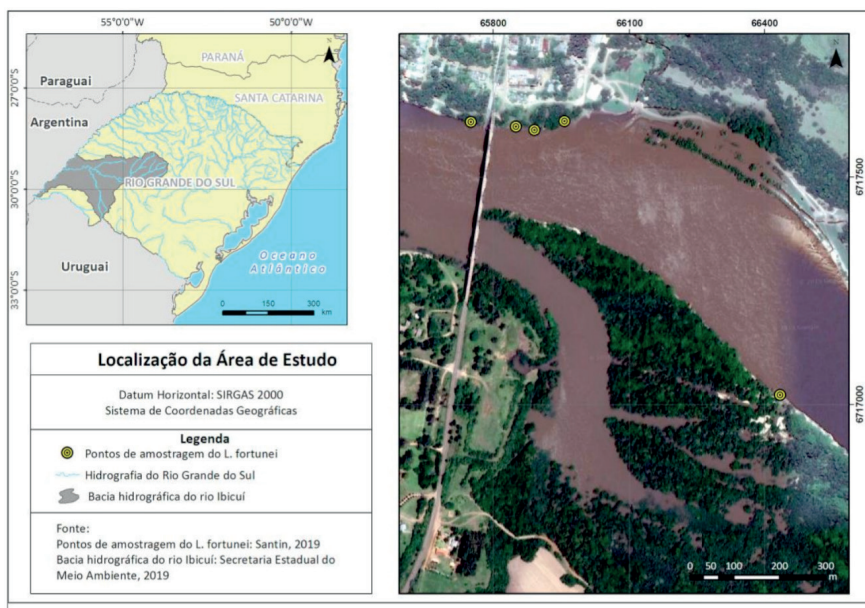 55°0'0"S
50°0'0"S
PARANÁ
Paraguai
SANTA CATARINA
27°0'0"S
Argentina
RIO GRANDE DO SUL
30°0'0"S
Oceano
Atlântico
Uruguai
33°0'0"S
0 150 300
km
Localização da Área de Estudo
Datum Horizontal: SIRGAS 2000
Sistema de Coordenadas Geográficas
Legenda
Pontos de amostragem do L. fortunei
Hidrografia do Rio Grande do Sul
Bacia hidrográfica do rio Ibicuí
Fonte:
Pontos de amostragem do L. fortunei: Santin, 2019
Bacia hidrográfica do rio Ibicuí: Secretaria Estadual do
Meio Ambiente, 2019
65800 66100 66400
6717500
6717000
0 50 100 200 300
m